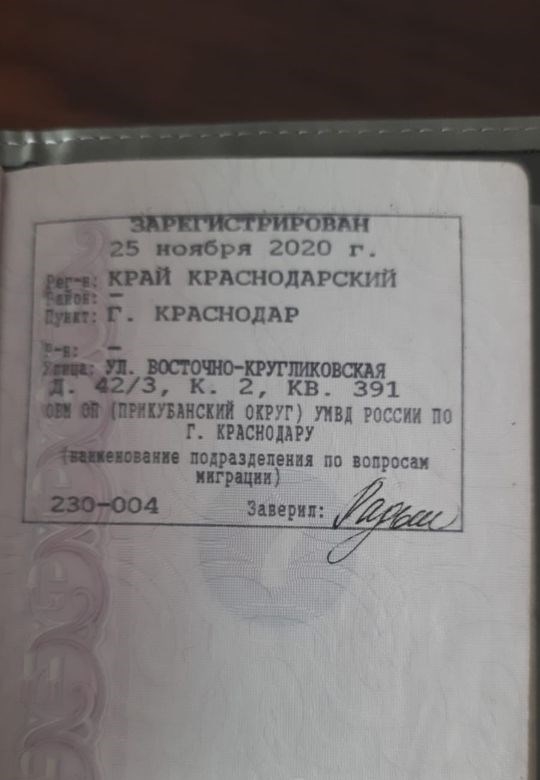 ЗАРЕГИСТРИРОВАН
25 ноября 2020 г.
Рег-н: КРАЙ КРАСНОДАРСКИЙ
Район: –
Пункт: Г. КРАСНОДАР
Р-н: –
Улица: УЛ. ВОСТОЧНО-КРУГЛИКОВСКАЯ
Д. 42/3, К. 2, КВ. 391
ОВМ ОП (ПРИКУБАНСКИЙ ОКРУГ) УМВД РОССИИ ПО
Г. КРАСНОДАРУ
(наименование подразделения по вопросам
миграции)
230-004 Заверил: